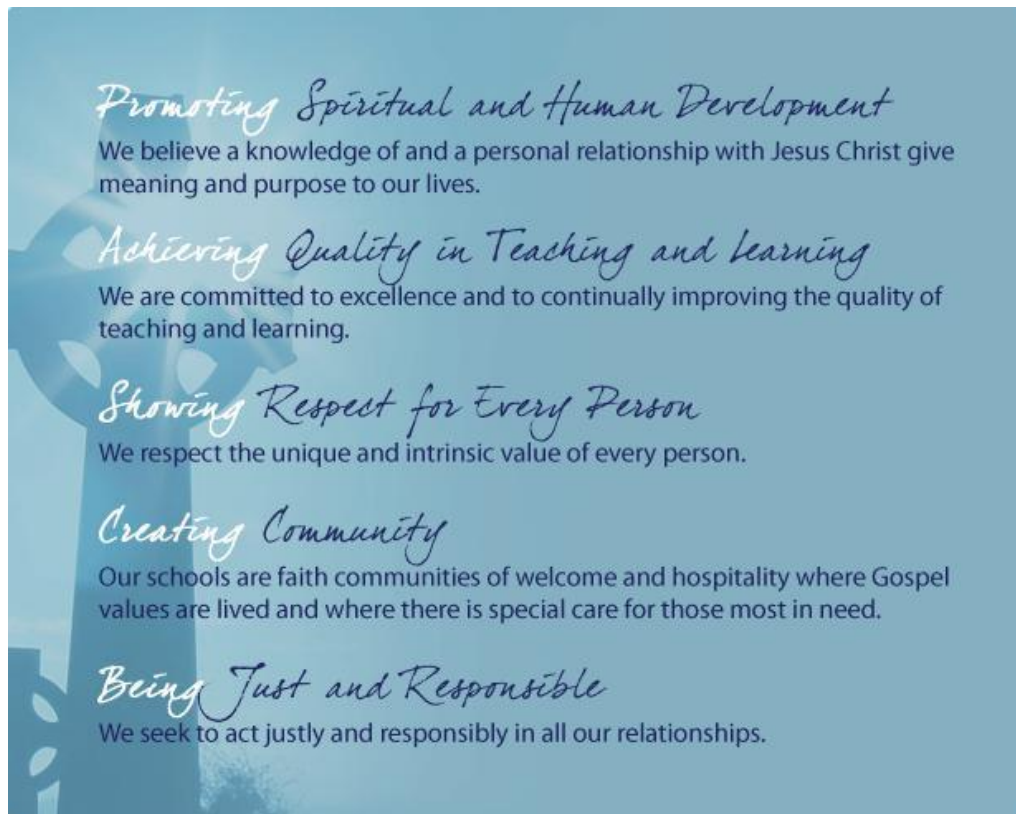 Promoting Spiritual and Human Development
We believe a knowledge of and a personal relationship with Jesus Christ give
meaning and purpose to our lives.
Achieving Quality in Teaching and Learning
We are committed to excellence and to continually improving the quality of
teaching and learning.
Showing Respect for Every Person
We respect the unique and intrinsic value of every person.
Creating Community
Our schools are faith communities of welcome and hospitality where Gospel
values are lived and where there is special care for those most in need.
Being Just and Responsible
We seek to act justly and responsibly in all our relationships.